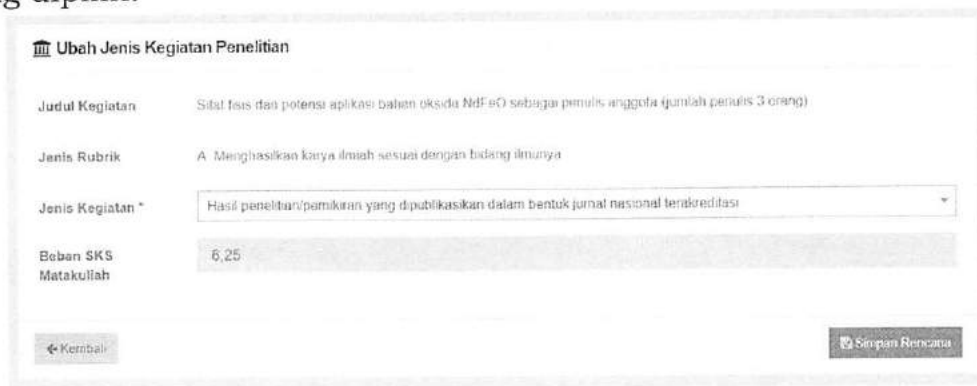 Ubah Jenis Kegiatan Penelitian
Judul Kegiatan Sifat fisis dan potensi aplikasi bahan oksida NdFeO sebagai penulis anggota (jumlah penulis 3 orang)
Jenis Rubrik A. Menghasilkan karya ilmiah sesuai dengan bidang ilmunya
Jenis Kegiatan * Hasil penelitian/pemikiran yang dipublikasikan dalam bentuk jurnal nasional terakreditasi
Beban SKS 6,25
Matakuliah
Kembali Simpan Rencana